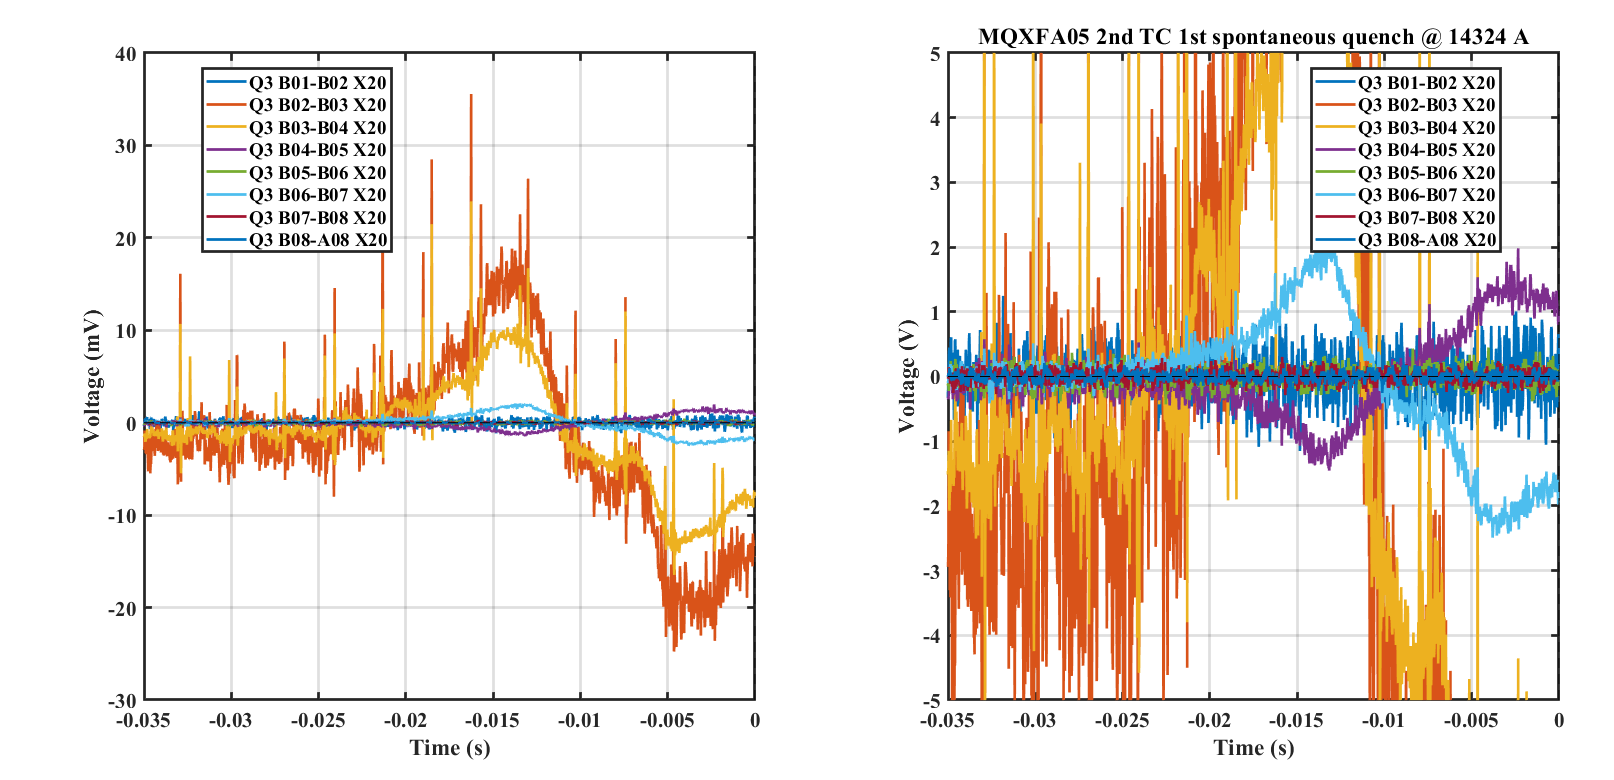 40
30
20
10
0
-10
-20
-30
Voltage (mV)
Q3 B01-B02 X20
Q3 B02-B03 X20
Q3 B03-B04 X20
Q3 B04-B05 X20
Q3 B05-B06 X20
Q3 B06-B07 X20
Q3 B07-B08 X20
Q3 B08-A08 X20
-0.035 -0.03 -0.025 -0.02 -0.015 -0.01 -0.005 0
Time (s)
MQXFA05 2nd TC 1st spontaneous quench @ 14324 A
5
4
3
2
1
0
-1
-2
-3
-4
-5
Voltage (V)
Q3 B01-B02 X20
Q3 B02-B03 X20
Q3 B03-B04 X20
Q3 B04-B05 X20
Q3 B05-B06 X20
Q3 B06-B07 X20
Q3 B07-B08 X20
Q3 B08-A08 X20
-0.035 -0.03 -0.025 -0.02 -0.015 -0.01 -0.005 0
Time (s)